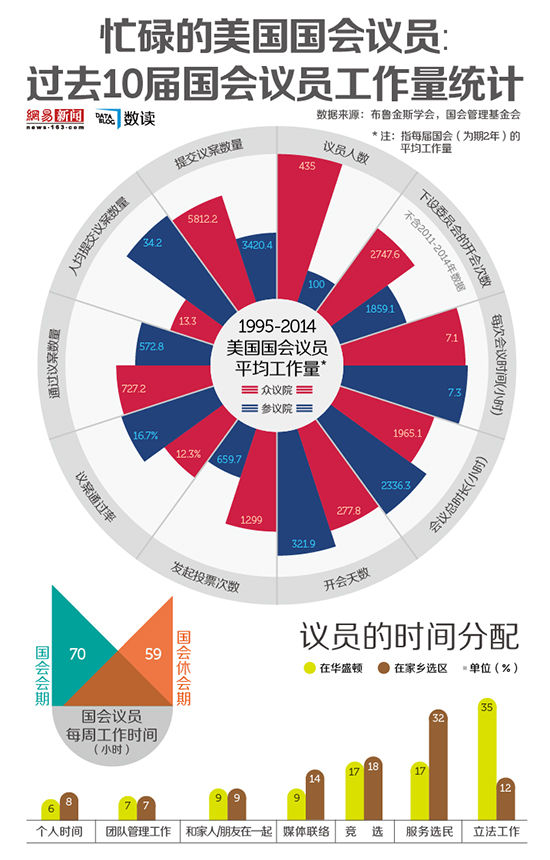 忙碌的美国国会议员:
过去10届国会议员工作量统计
網易 新闻
news·163·com
DATA BLOG 数读
数据来源：布鲁金斯学会，国会管理基金会
* 注：指每届国会（为期2年）的
平均工作量
议员人数
435
100
下设委员会的开会次数
不含2011-2014年数据
2747.6
1859.1
每次会议时间(小时)
7.1
7.3
会议总时长(小时)
1965.1
2336.3
开会天数
277.8
321.9
发起投票次数
1299
659.7
议案通过率
12.3%
16.7%
通过议案数量
727.2
572.8
人均提交议案数量
13.3
34.2
提交议案数量
5812.2
3420.4
1995-2014
美国国会议员
平均工作量*
众议院
参议院
国会会期
70
59
国会休会期
国会议员
每周工作时间
（小时）
议员的时间分配
在华盛顿 在家乡选区 单位（%）
6 8
7 7
9 9
9 14
17 18
17 32
35 12
个人时间 团队管理工作 和家人/朋友在一起 媒体联络 竞 选 服务选民 立法工作